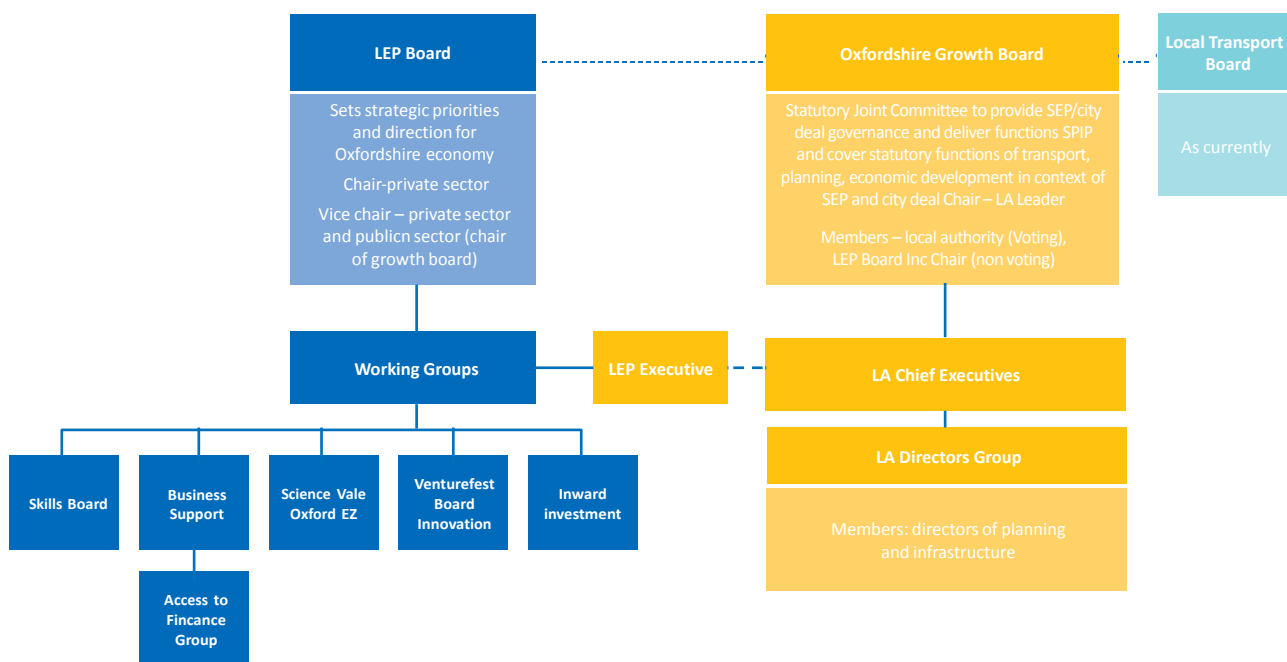 LEP Board
Sets strategic priorities
and direction for
Oxfordshire economy
Chair-private sector
Vice chair – private sector
and publicn sector (chair
of growth board)
Oxfordshire Growth Board
Statutory Joint Committee to provide SEP/city
deal governance and deliver functions SPIP
and cover statutory functions of transport,
planning, economic development in context of
SEP and city deal Chair – LA Leader
Members – local authority (Voting),
LEP Board Inc Chair (non voting)
Local Transport
Board
As currently
Working Groups
LEP Executive
LA Chief Executives
LA Directors Group
Members: directors of planning
and infrastructure
Skills Board
Business
Support
Science Vale
Oxford EZ
Venturefest
Board
Innovation
Inward
investment
Access to
Fincance
Group